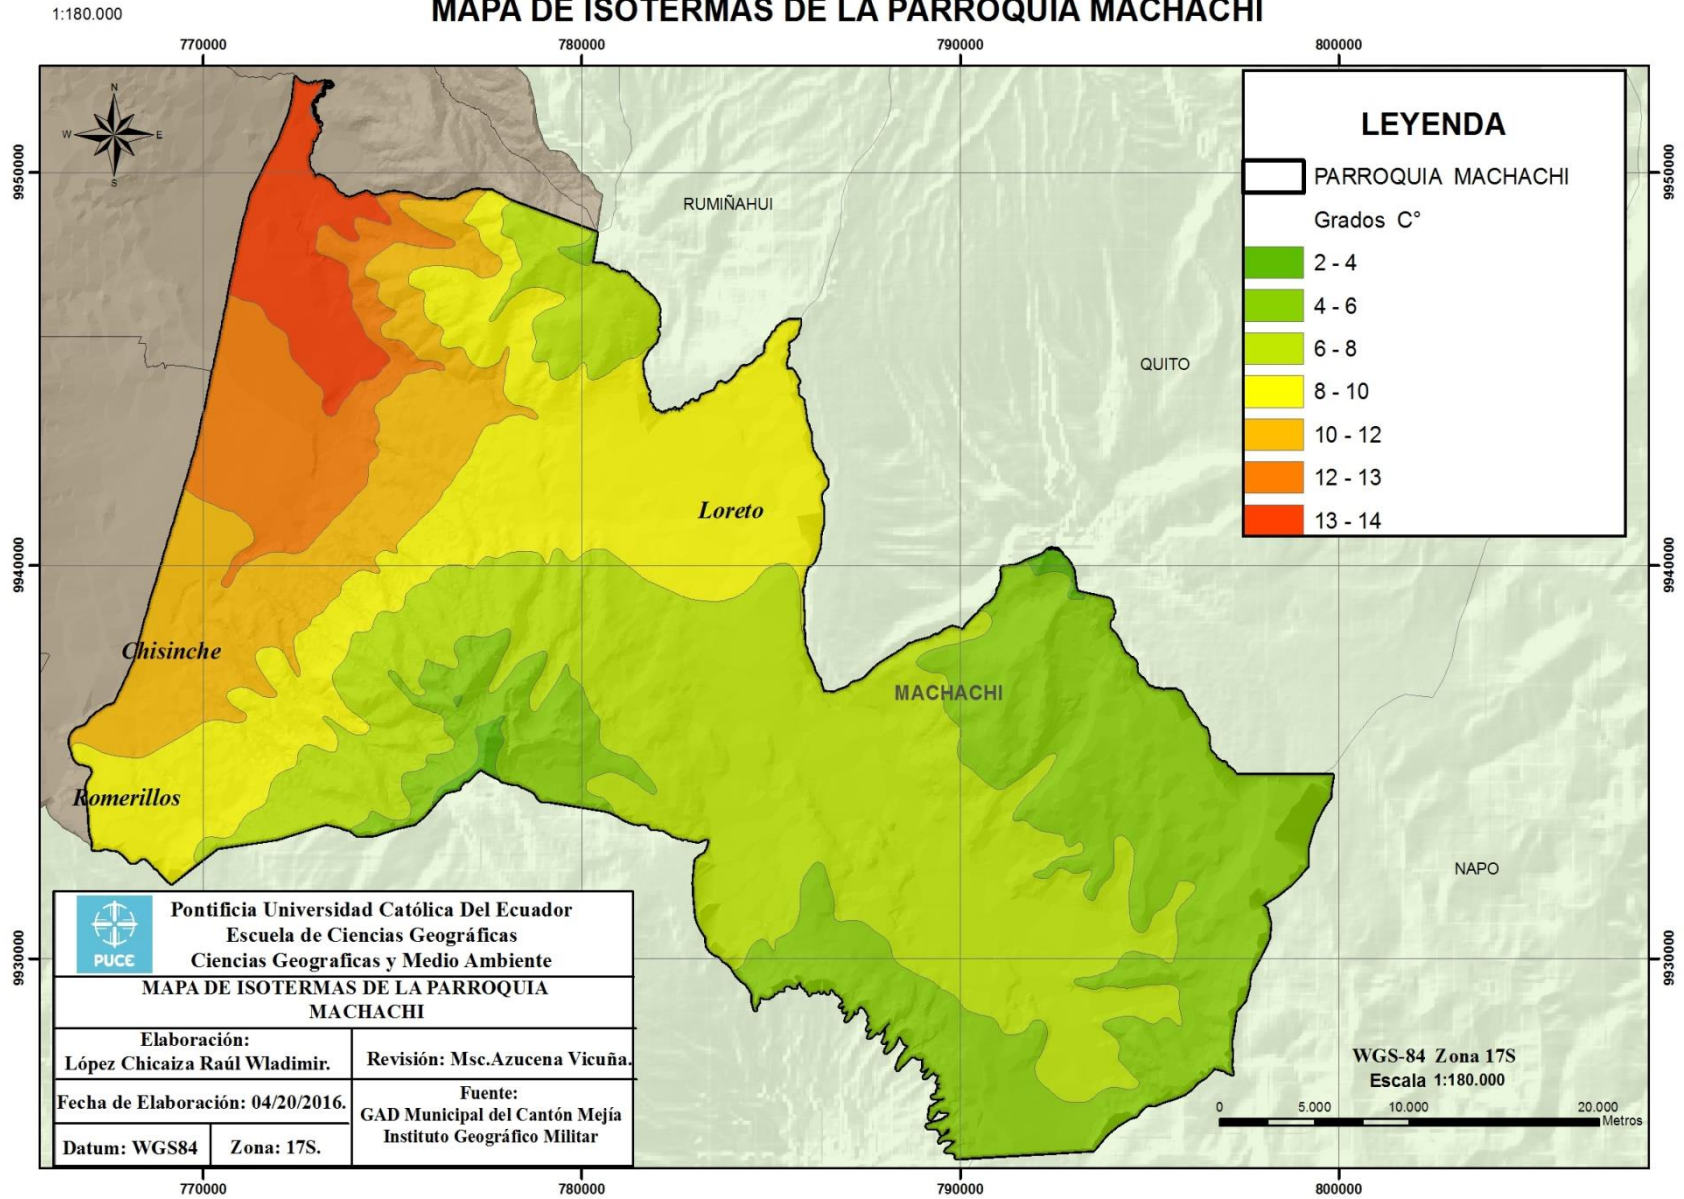 1:180.000
MAPA DE ISOTERMAS DE LA PARROQUIA MACHACHI
770000 780000 790000 800000
N
W E
S
9950000 9950000
9940000 9940000
9930000 9930000
RUMIÑAHUI
QUITO
NAPO
Loreto
Chisinche
Romerillos
MACHACHI
LEYENDA
PARROQUIA MACHACHI
Grados C°
2 - 4
4 - 6
6 - 8
8 - 10
10 - 12
12 - 13
13 - 14
PUCE
Pontificia Universidad Católica Del Ecuador
Escuela de Ciencias Geográficas
Ciencias Geograficas y Medio Ambiente
MAPA DE ISOTERMAS DE LA PARROQUIA
MACHACHI
Elaboración:
López Chicaiza Raúl Wladimir.
Revisión: Msc.Azucena Vicuña.
Fecha de Elaboración: 04/20/2016.
Fuente:
GAD Municipal del Cantón Mejía
Instituto Geográfico Militar
Datum: WGS84
Zona: 17S.
WGS-84 Zona 17S
Escala 1:180.000
0 5.000 10.000 20.000
Metros
770000 780000 790000 800000